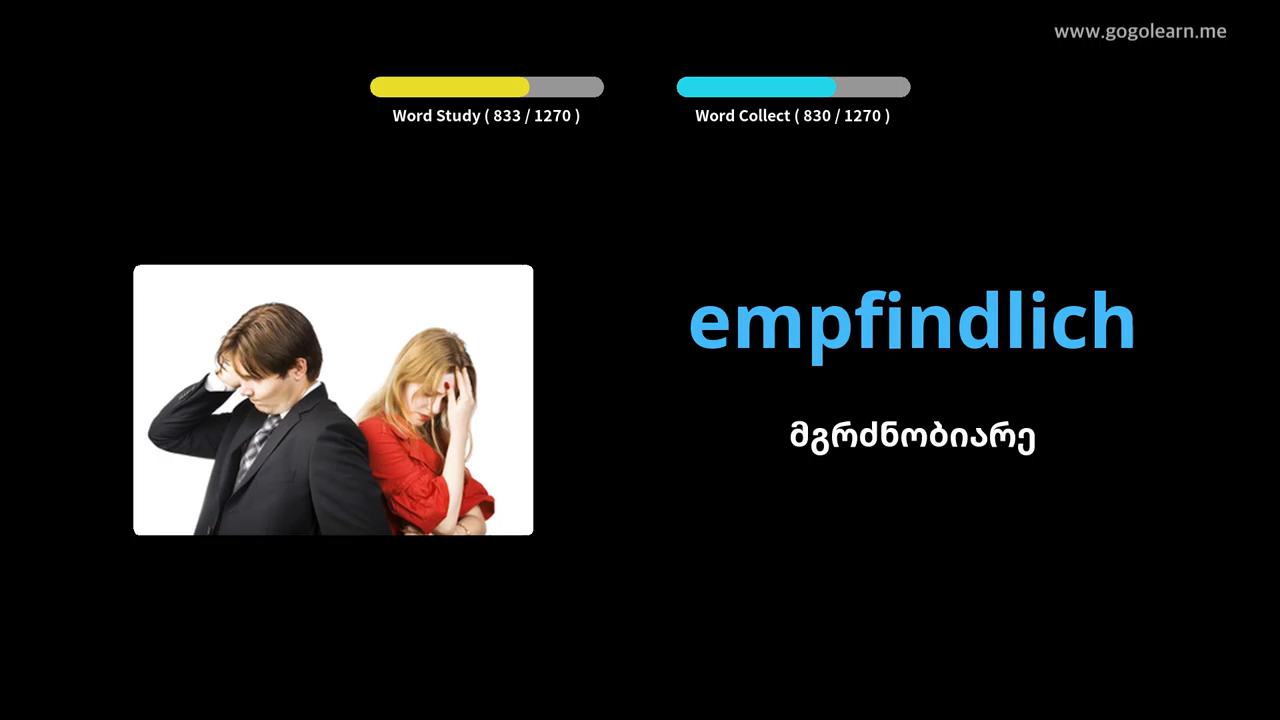 www.gogolearn.me
Word Study ( 833 / 1270 )
Word Collect ( 830 / 1270 )
empfindlich
მგრძნობიარე